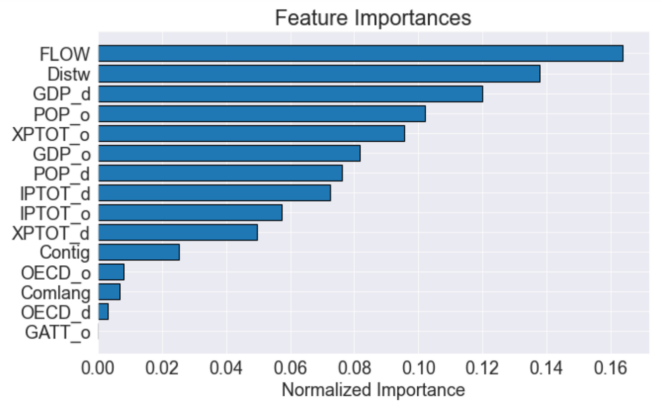 Feature Importances
FLOW
Distw
GDP_d
POP_o
XPTOT_o
GDP_o
POP_d
IPTOT_d
IPTOT_o
XPTOT_d
Contig
OECD_o
Comlang
OECD_d
GATT_o
0.00 0.02 0.04 0.06 0.08 0.10 0.12 0.14 0.16
Normalized Importance